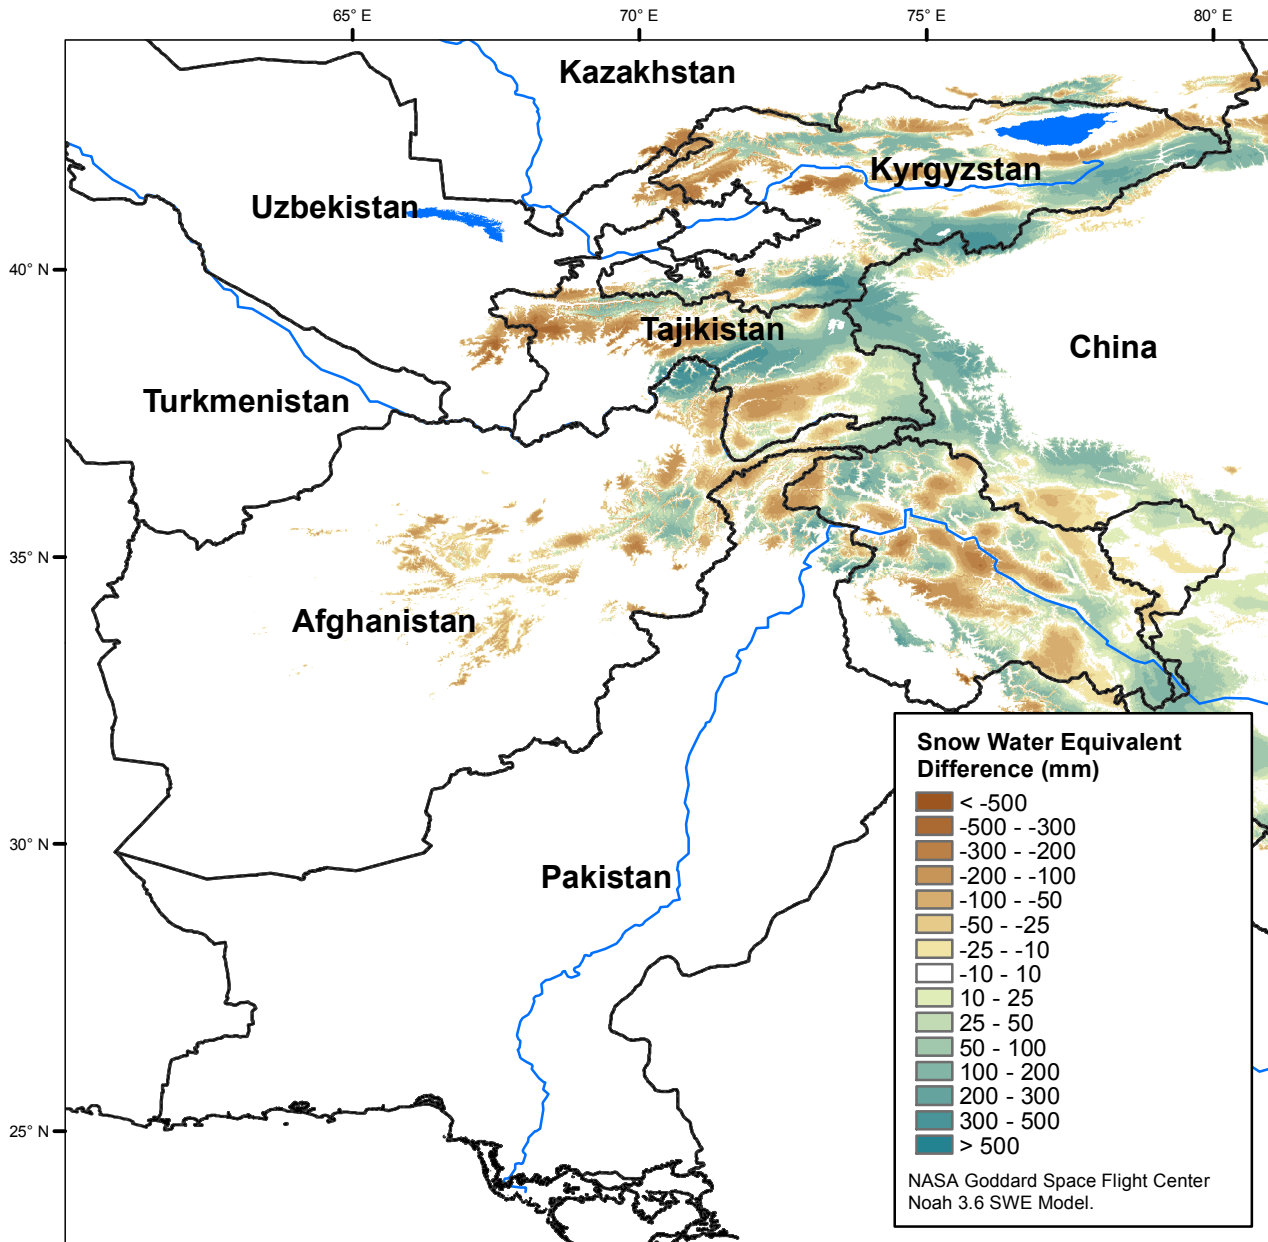 65° E 70° E 75° E 80° E
Kazakhstan
Kyrgyzstan
Uzbekistan
40° N
Tajikistan
China
Turkmenistan
35° N
Afghanistan
Snow Water Equivalent
Difference (mm)
< -500
-500 - -300
-300 - -200
-200 - -100
-100 - -50
-50 - -25
-25 - -10
-10 - 10
10 - 25
25 - 50
50 - 100
100 - 200
200 - 300
300 - 500
> 500
NASA Goddard Space Flight Center
Noah 3.6 SWE Model.
30° N
Pakistan
25° N